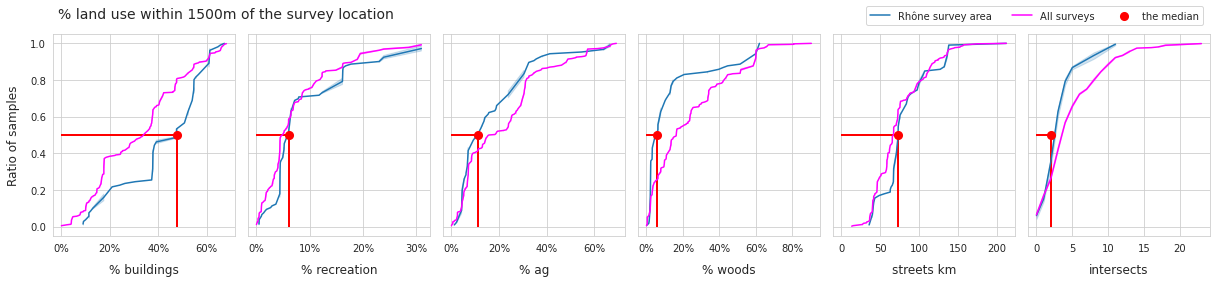 % land use within 1500m of the survey location
Rhône survey area All surveys the median
Ratio of samples
1.0
0.8
0.6
0.4
0.2
0.0
0% 20% 40% 60%
% buildings
0% 10% 20% 30%
% recreation
0% 20% 40% 60%
% ag
0% 20% 40% 60% 80%
% woods
0 50 100 150 200
streets km
0 5 10 15 20
intersects